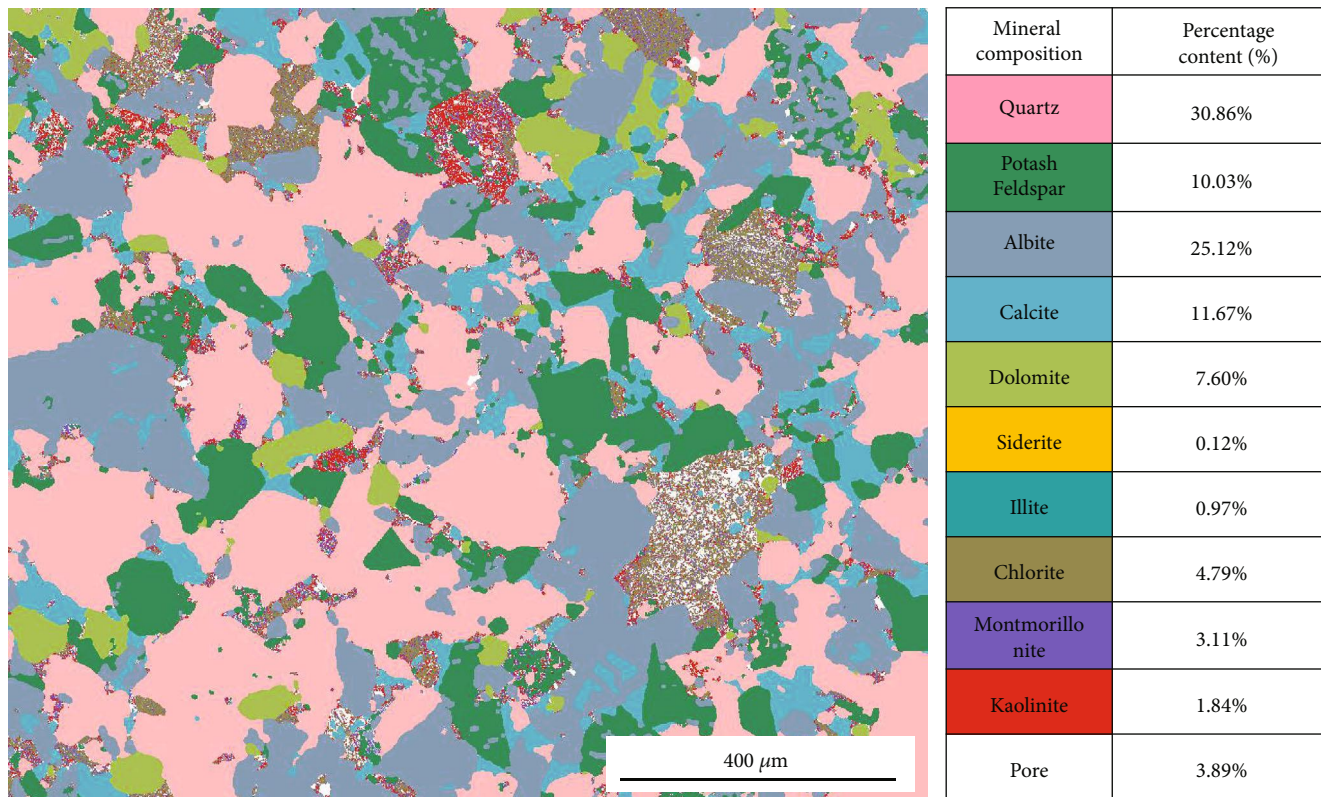 Mineral
composition
Percentage
content (%)
Quartz
30.86%
Potash
Feldspar
10.03%
Albite
25.12%
Calcite
11.67%
Dolomite
7.60%
Siderite
0.12%
Illite
0.97%
Chlorite
4.79%
Montmorillo
nite
3.11%
Kaolinite
1.84%
Pore
3.89%
400 μm